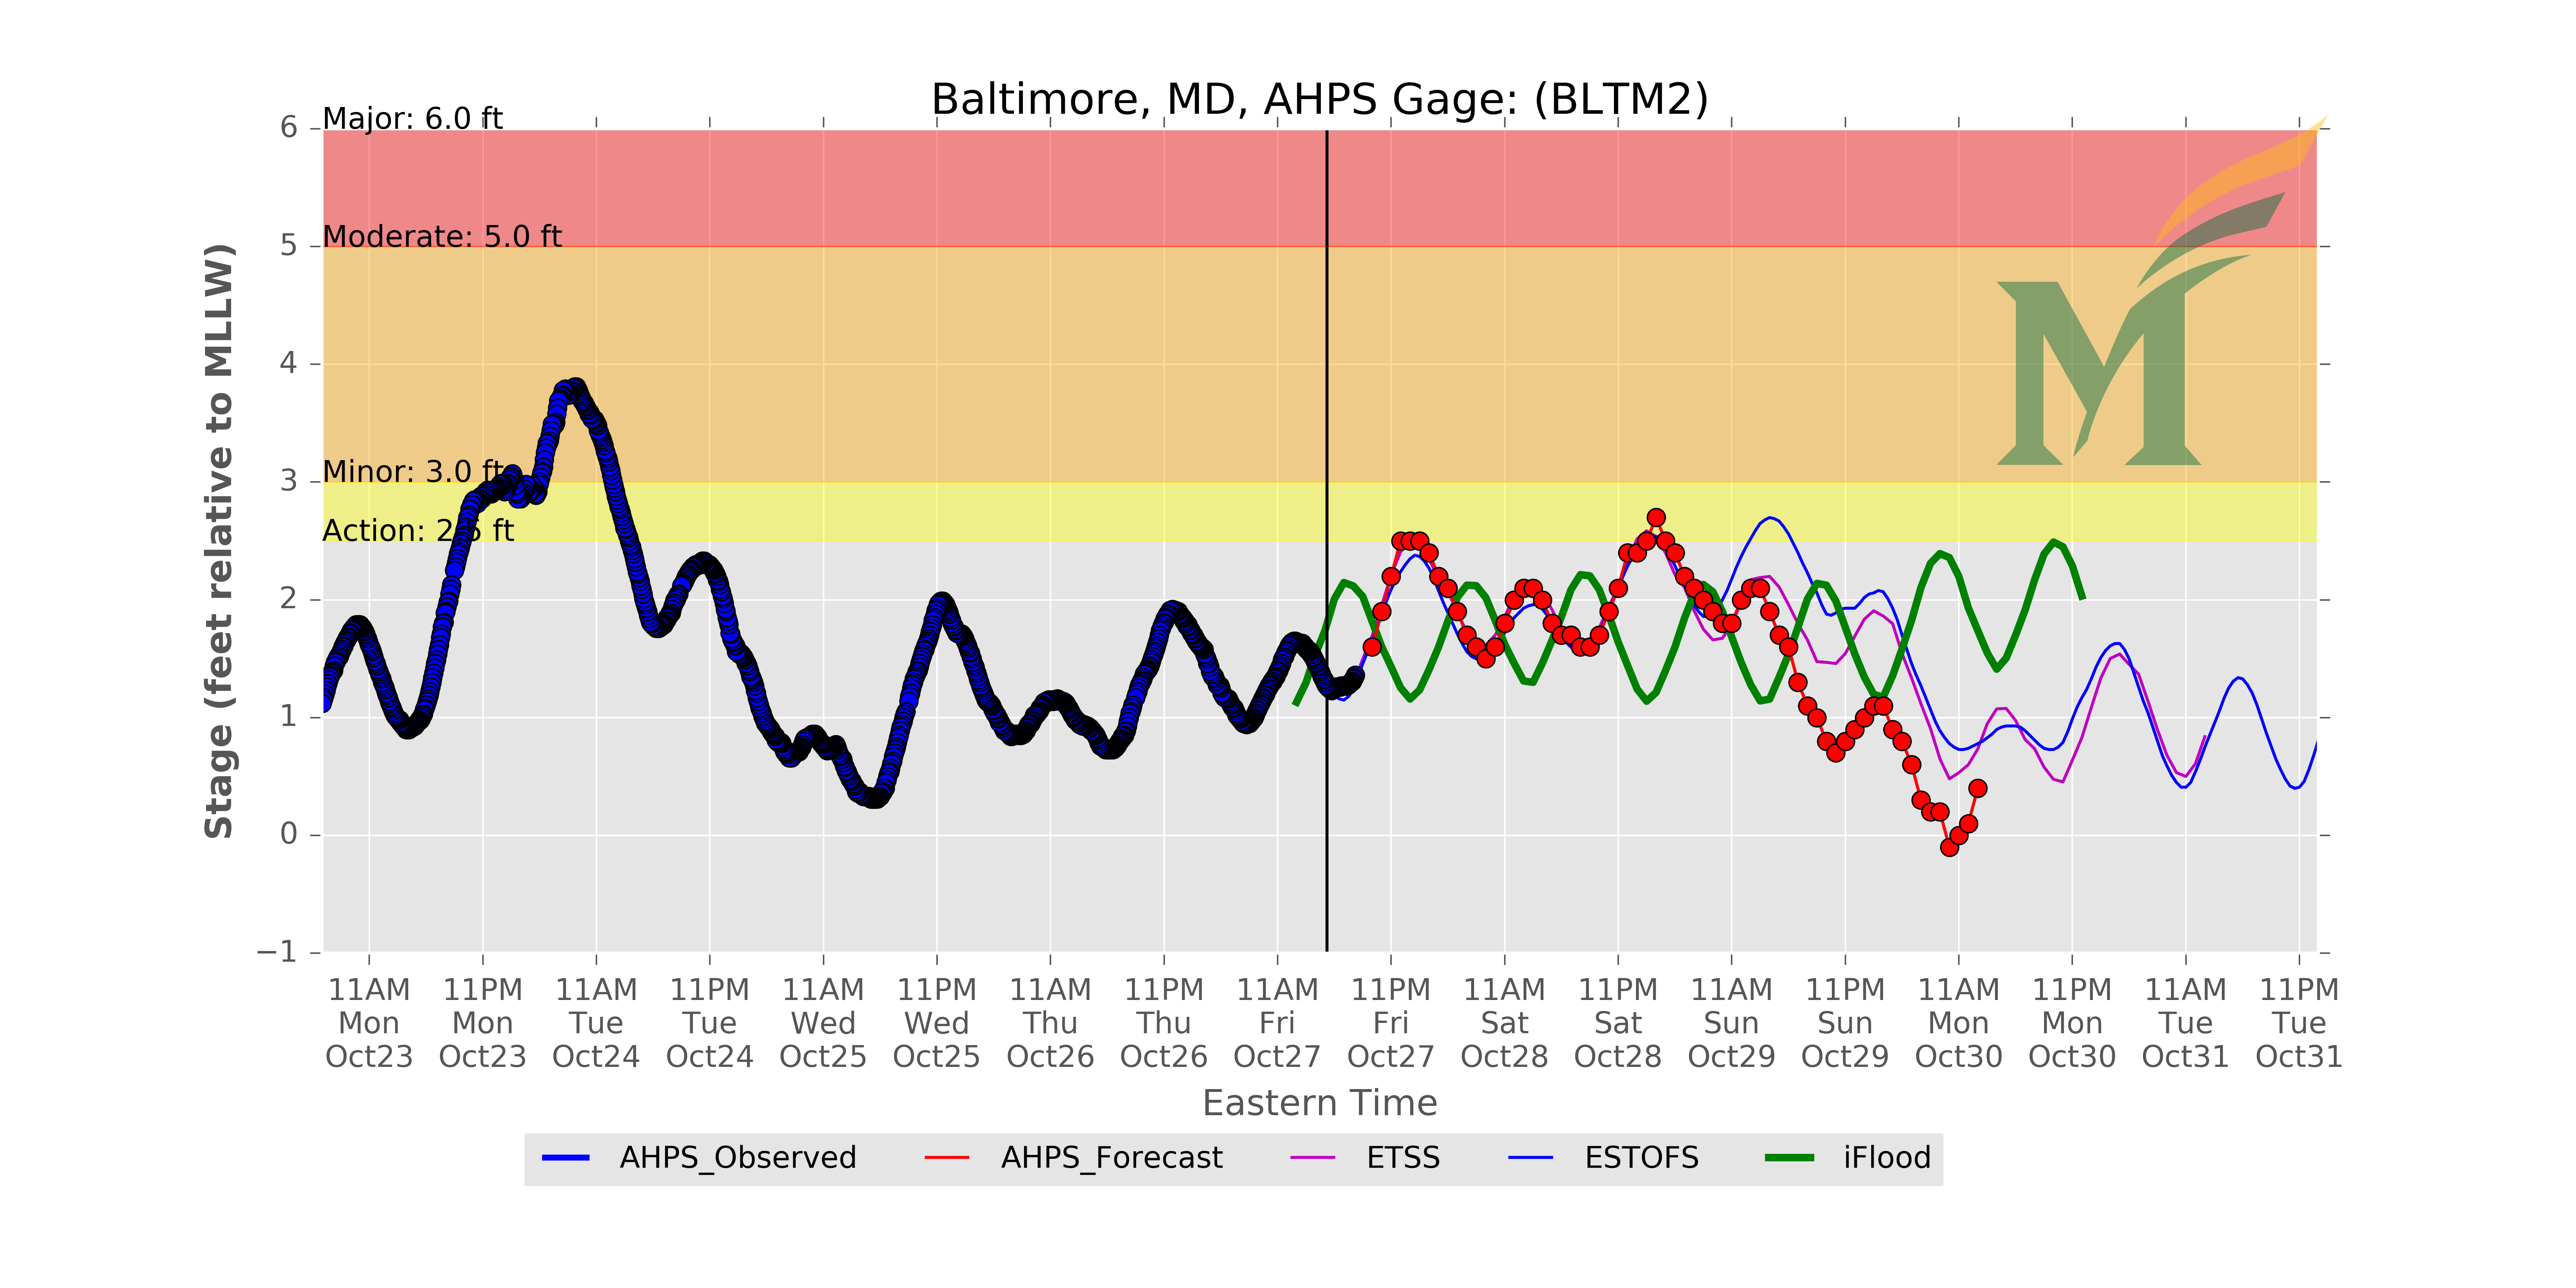 Baltimore, MD, AHPS Gage: (BLTM2)
Major: 6.0 ft
Moderate: 5.0 ft
Minor: 3.0 ft
Action: 2.5 ft
Stage (feet relative to MLLW)
6
5
4
3
2
1
0
−1
11AM 11PM 11AM 11PM 11AM 11PM 11AM 11PM 11AM 11PM 11AM 11PM 11AM 11PM 11AM 11PM 11AM 11PM
Mon Mon Tue Tue Wed Wed Thu Thu Fri Fri Sat Sat Sun Sun Mon Mon Tue Tue
Oct23 Oct23 Oct24 Oct24 Oct25 Oct25 Oct26 Oct26 Oct27 Oct27 Oct28 Oct28 Oct29 Oct29 Oct30 Oct30 Oct31 Oct31
Eastern Time
AHPS_Observed AHPS_Forecast ETSS ESTOFS iFlood